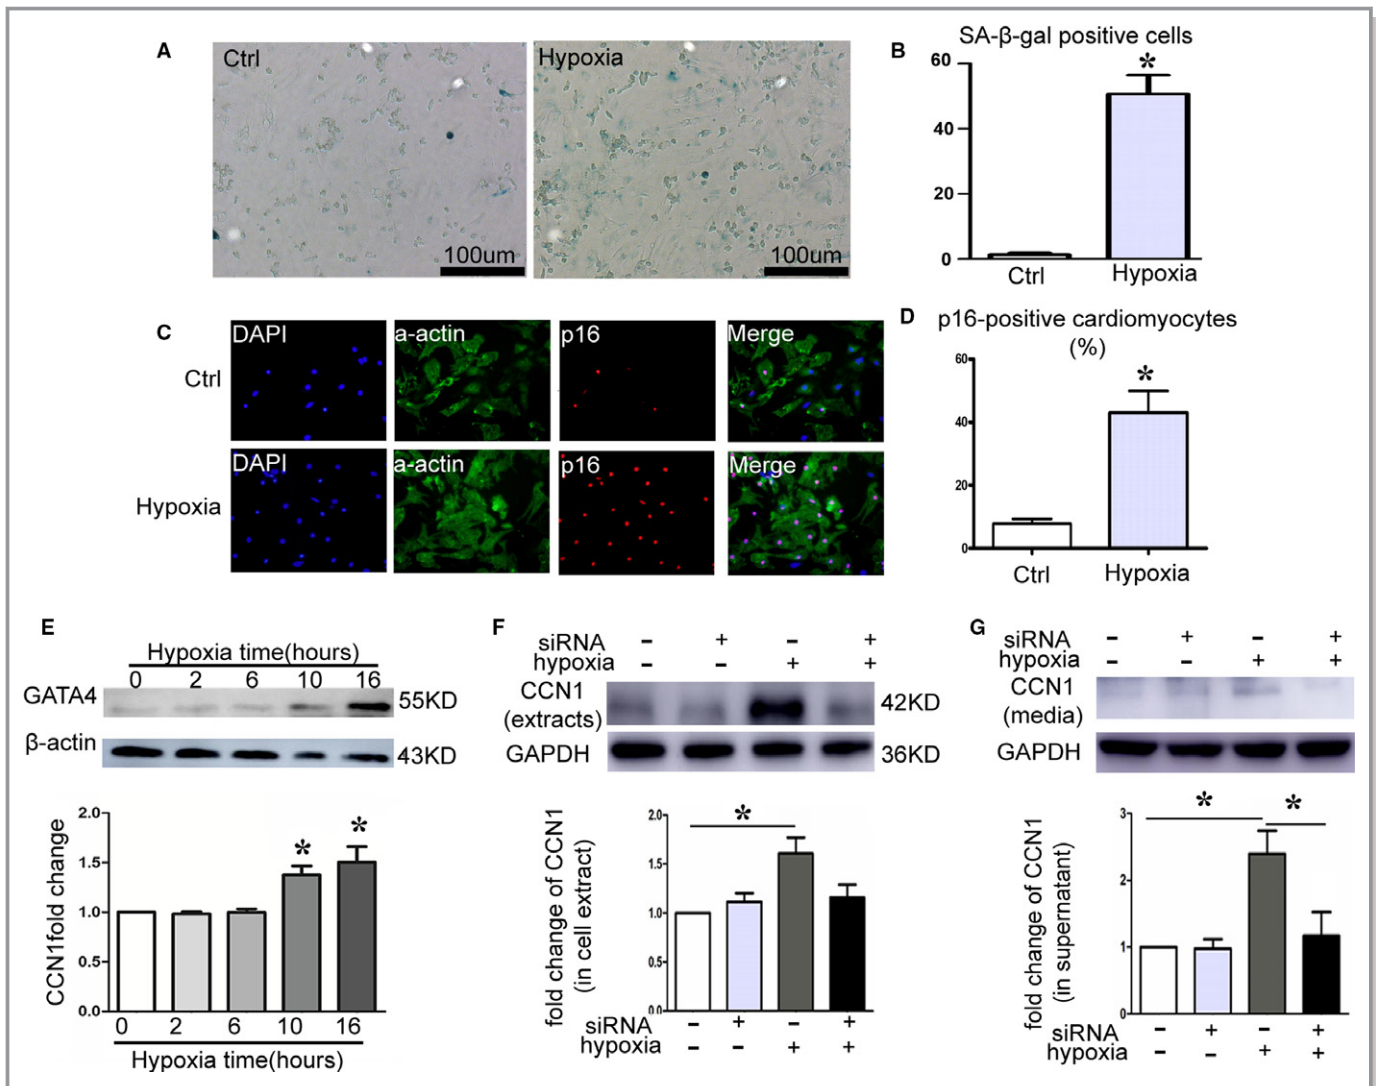 A
Ctrl
Hypoxia
100um
100um
B
SA-β-gal positive cells
*
60
40
20
0
Ctrl
Hypoxia
C
DAPI
a-actin
p16
Merge
Ctrl
DAPI
a-actin
p16
Merge
Hypoxia
D
p16-positive cardiomyocytes
(%)
*
60
40
20
0
Ctrl
Hypoxia
E
Hypoxia time(hours)
0 2 6 10 16
GATA4
55KD
β-actin
43KD
CCN1fold change
2.0
1.5
1.0
0.5
0.0
* *
0 2 6 10 16
Hypoxia time(hours)
F
siRNA - + - +
hypoxia - - + +
CCN1
(extracts)
42KD
GAPDH
36KD
fold change of CCN1
(in cell extract)
2.0
1.5
1.0
0.5
0.0
*
siRNA - + - +
hypoxia - - + +
G
siRNA - + - +
hypoxia - - + +
CCN1
(media)
GAPDH
fold change of CCN1
(in supernatant)
3
2
1
0
* *
siRNA - + - +
hypoxia - - + +